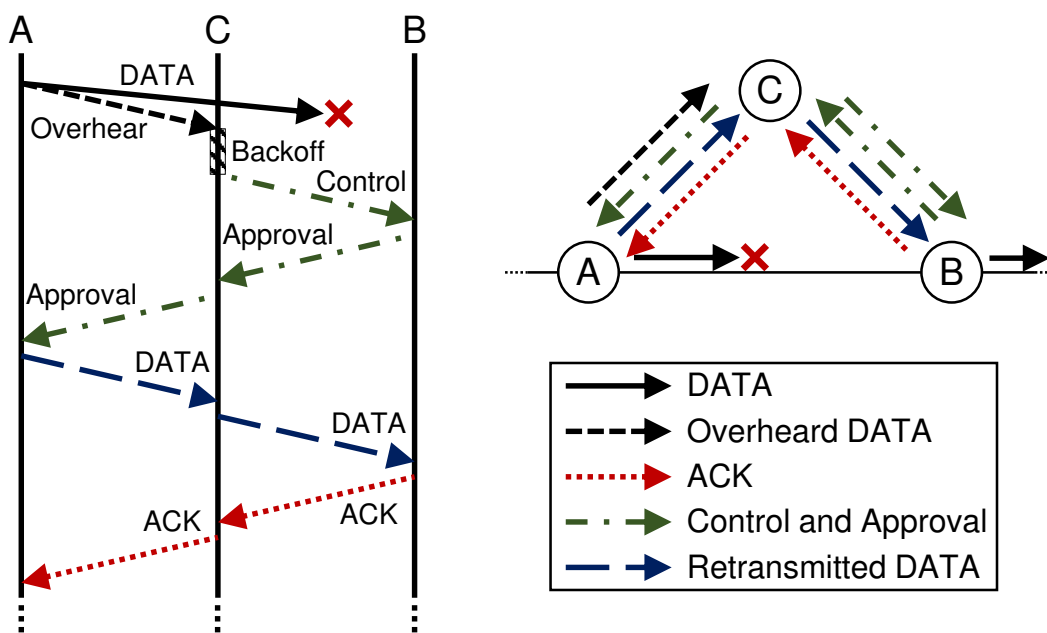 A
C
B
DATA
Overhear
Backoff
Control
Approval
Approval
DATA
DATA
ACK
ACK
C
A
B
DATA
Overheard DATA
ACK
Control and Approval
Retransmitted DATA